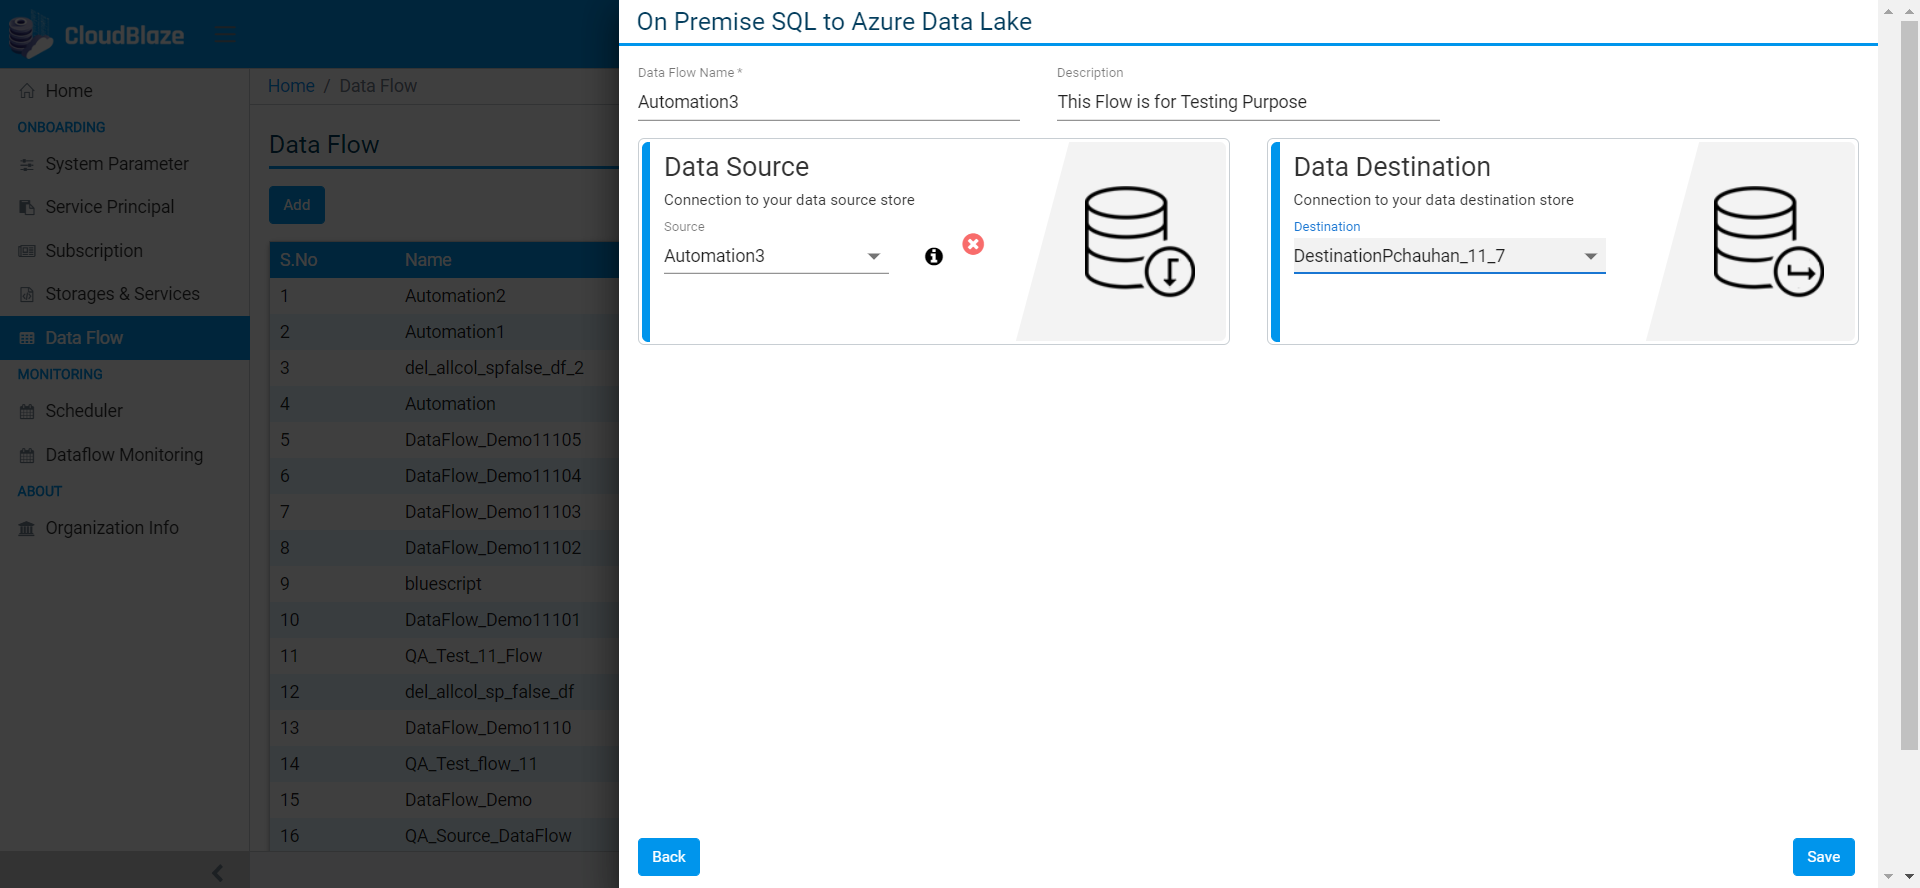 CloudBlaze
Home
ONBOARDING
System Parameter
Service Principal
Subscription
Storages & Services
Data Flow
MONITORING
Scheduler
Dataflow Monitoring
ABOUT
Organization Info
Home / Data Flow
Data Flow
Add
S.No Name
1 Automation2
2 Automation1
3 del_allcol_spfalse_df_2
4 Automation
5 DataFlow_Demo11105
6 DataFlow_Demo11104
7 DataFlow_Demo11103
8 DataFlow_Demo11102
9 bluescript
10 DataFlow_Demo11101
11 QA_Test_11_Flow
12 del_allcol_sp_false_df
13 DataFlow_Demo1110
14 QA_Test_flow_11
15 DataFlow_Demo
16 QA_Source_DataFlow
On Premise SQL to Azure Data Lake
Data Flow Name *
Automation3
Description
This Flow is for Testing Purpose
Data Source
Connection to your data source store
Source
Automation3
Data Destination
Connection to your data destination store
Destination
DestinationPchauhan_11_7
Back
Save